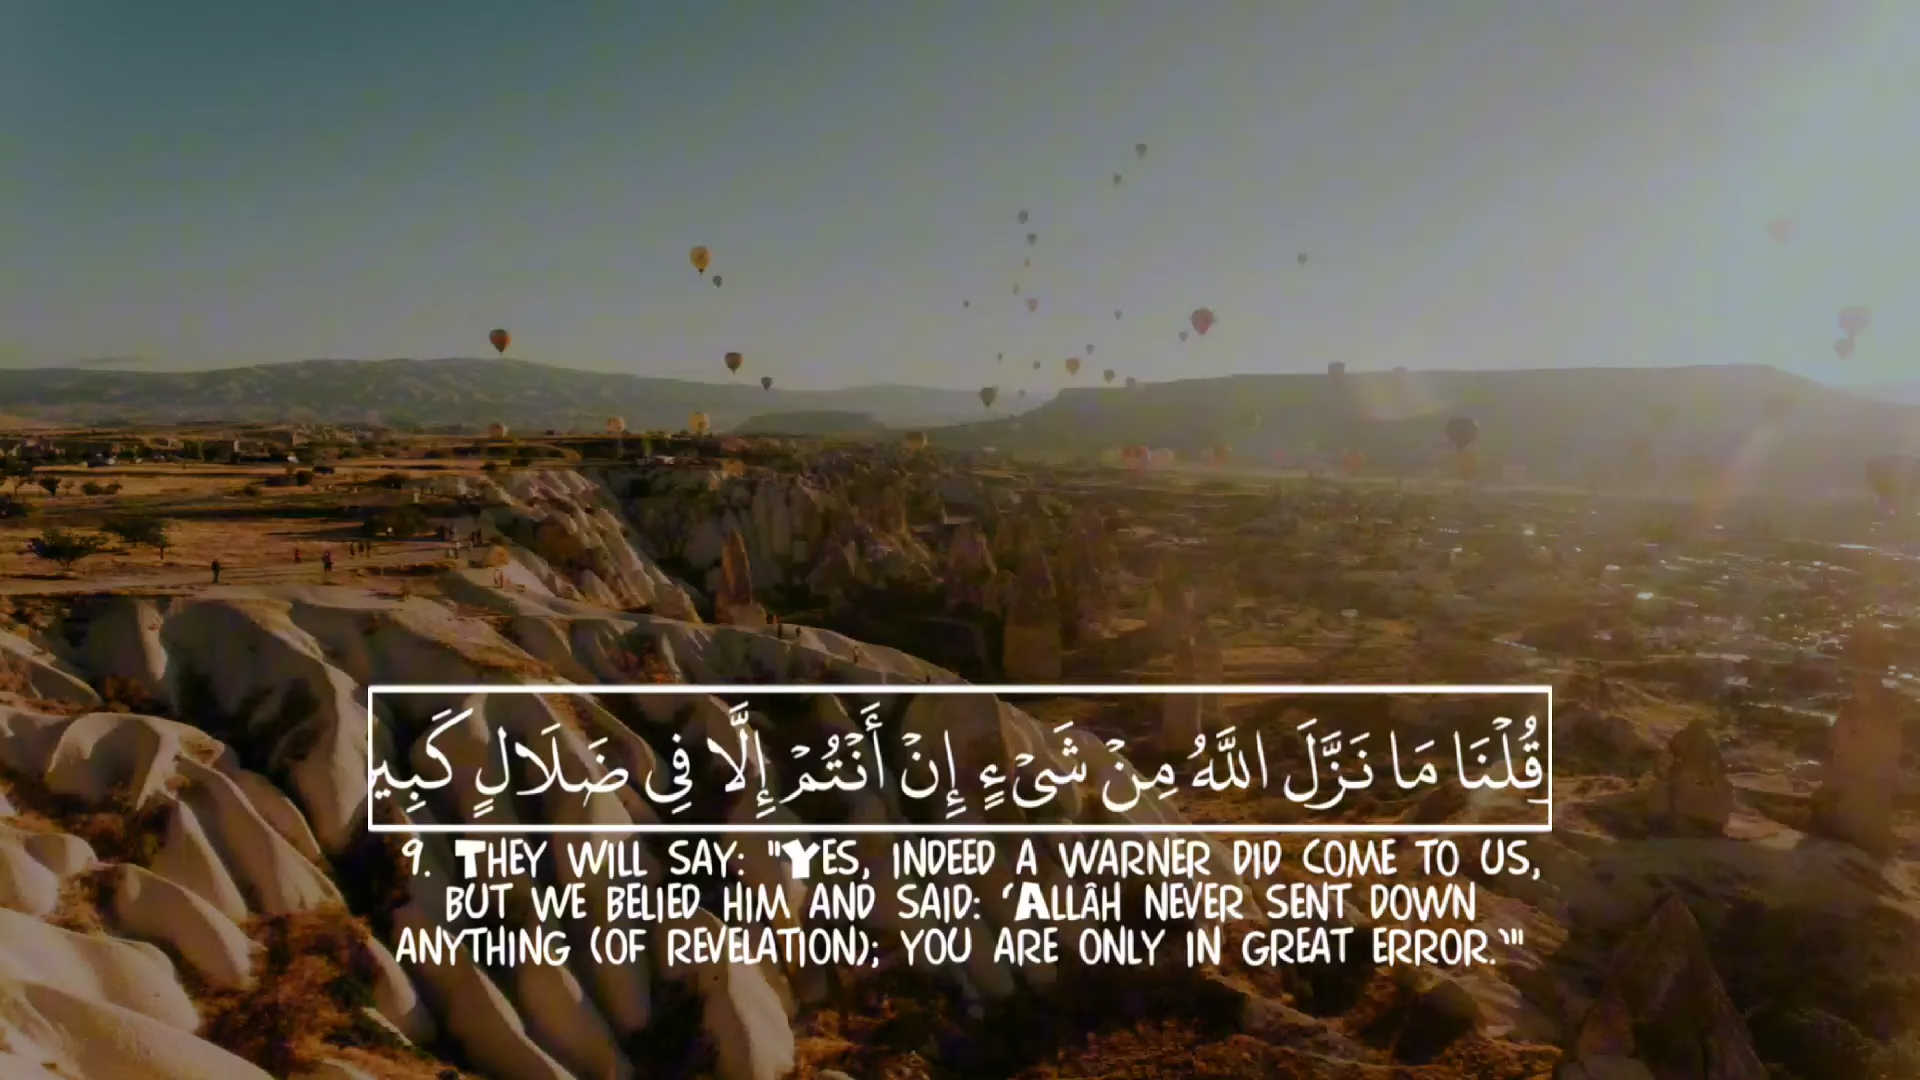 قُلْنَا مَا نَزَّلَ اللَّهُ مِنْ شَىْءٍ إِنْ أَنْتُمْ إِلَّا فِى ضَلَالٍ
9. THEY WILL SAY: "YES, INDEED A WARNER DID COME TO US,
BUT WE BELIED HIM AND SAID: ‘ALLÂH NEVER SENT DOWN
ANYTHING (OF REVELATION); YOU ARE ONLY IN GREAT ERROR.‵"